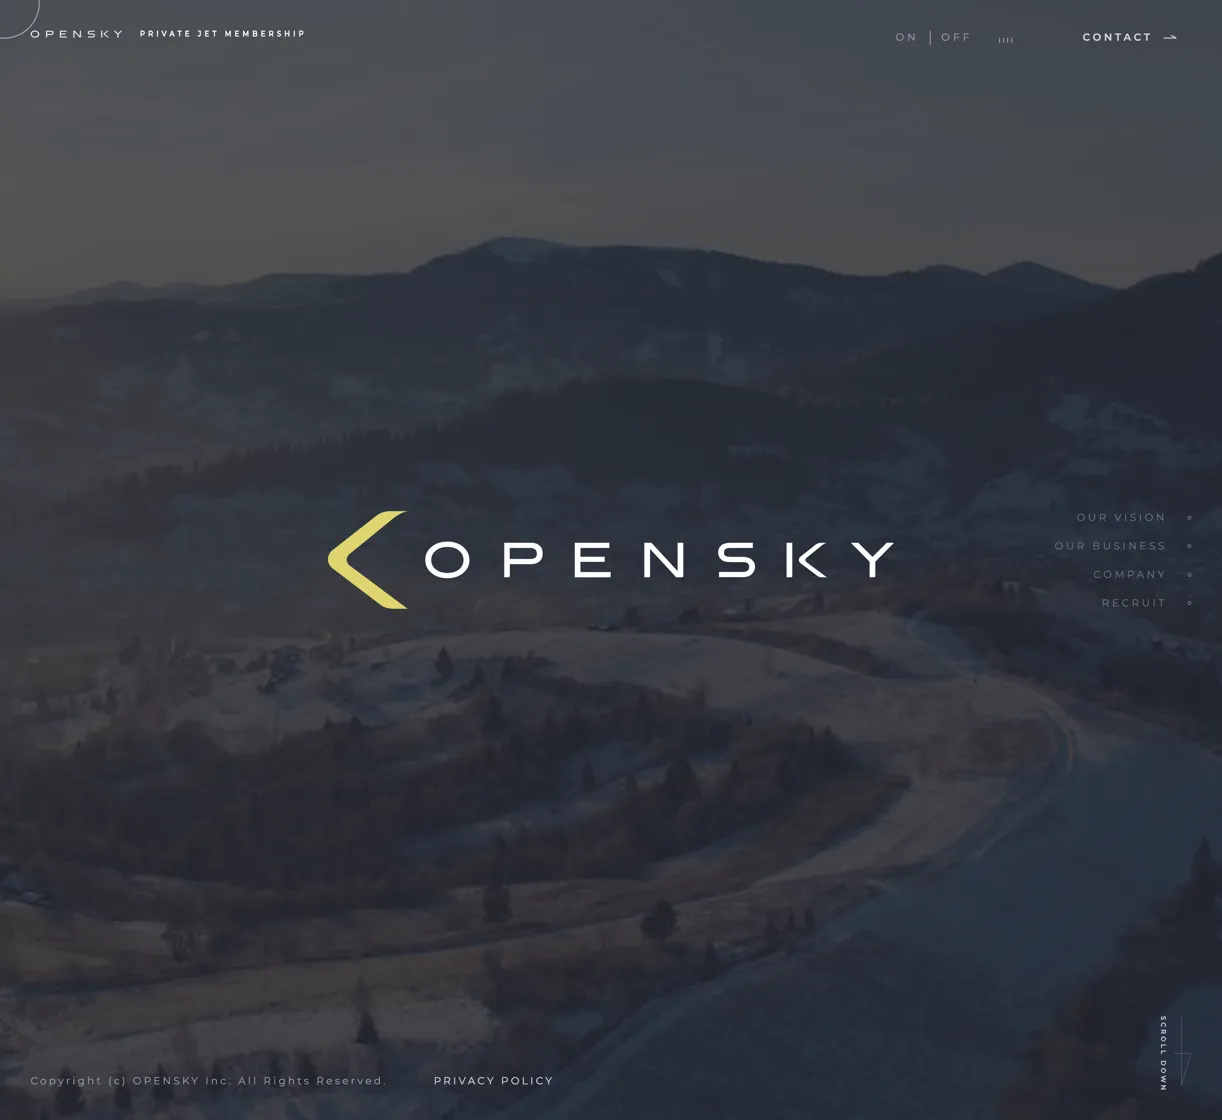 OPENSKY PRIVATE JET MEMBERSHIP
ON | OFF
CONTACT
OPENSKY
OUR VISION
OUR BUSINESS
COMPANY
RECRUIT
SCROLL DOWN
Copyright (c) OPENSKY Inc. All Rights Reserved.
PRIVACY POLICY